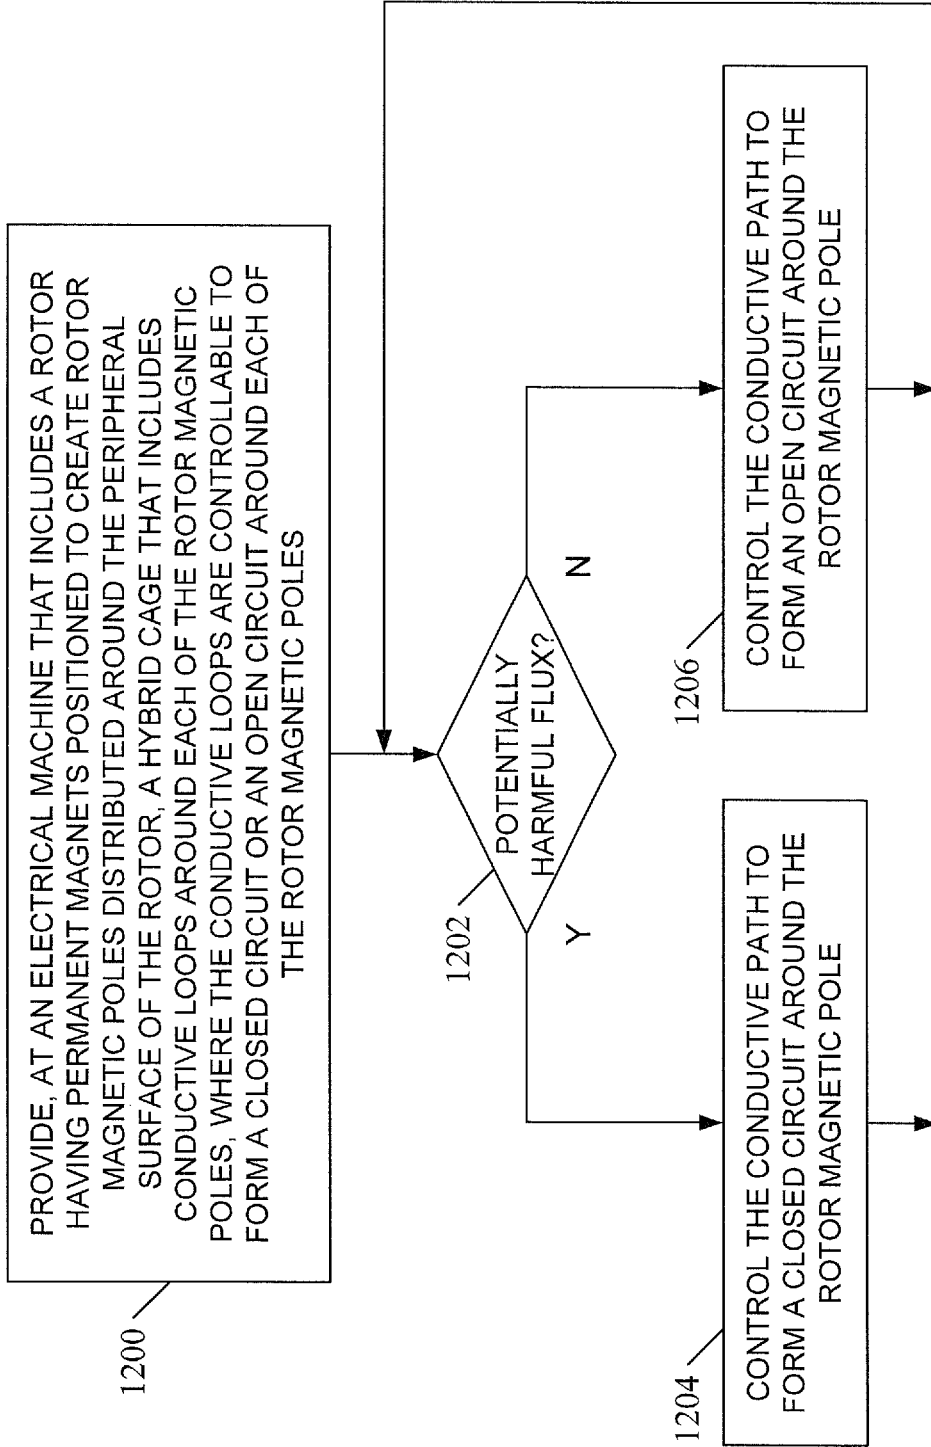 PROVIDE, AT AN ELECTRICAL MACHINE THAT INCLUDES A ROTOR
HAVING PERMANENT MAGNETS POSITIONED TO CREATE ROTOR
MAGNETIC POLES DISTRIBUTED AROUND THE PERIPHERAL
SURFACE OF THE ROTOR, A HYBRID CAGE THAT INCLUDES
CONDUCTIVE LOOPS AROUND EACH OF THE ROTOR MAGNETIC
POLES, WHERE THE CONDUCTIVE LOOPS ARE CONTROLLABLE TO
FORM A CLOSED CIRCUIT OR AN OPEN CIRCUIT AROUND EACH OF
THE ROTOR MAGNETIC POLES
1200
POTENTIALLY
HARMFUL FLUX?
1202
Y
N
1204
CONTROL THE CONDUCTIVE PATH TO
FORM A CLOSED CIRCUIT AROUND THE
ROTOR MAGNETIC POLE
1206
CONTROL THE CONDUCTIVE PATH TO
FORM AN OPEN CIRCUIT AROUND THE
ROTOR MAGNETIC POLE